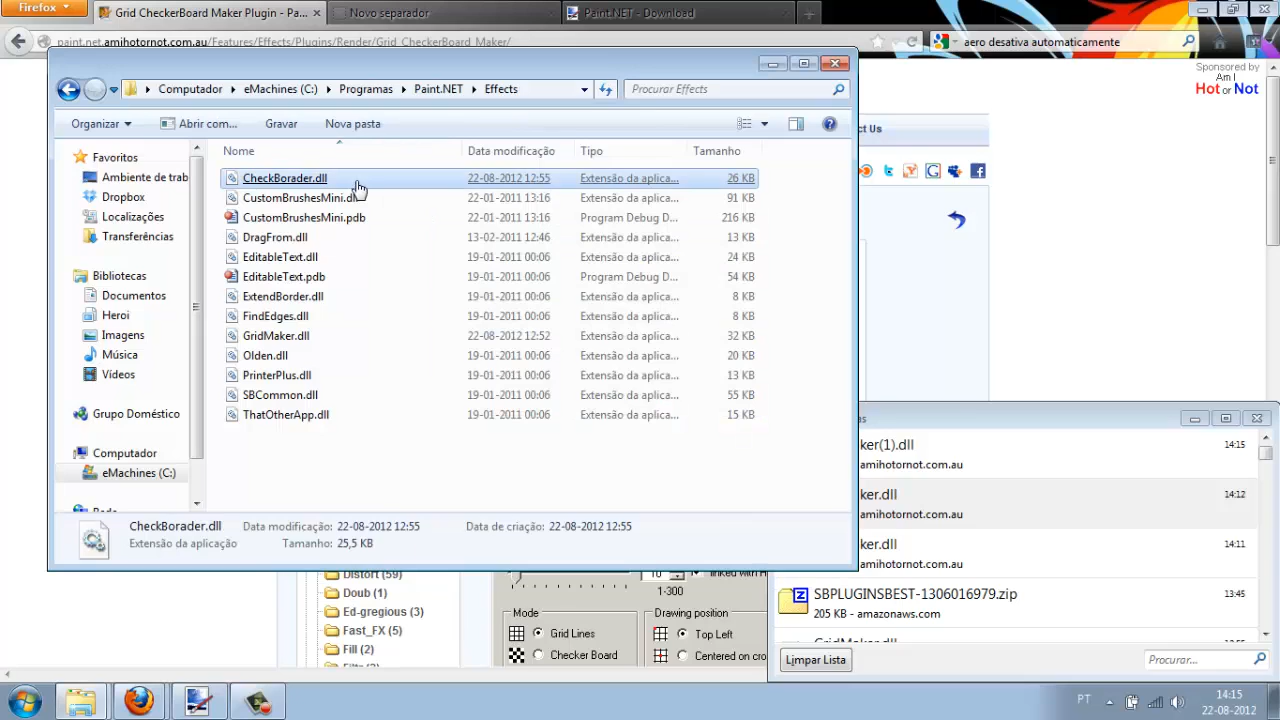 Firefox
Grid CheckerBoard Maker Plugin - Pa...
Novo separador
Paint.NET - Download
paint.net.amihotornot.com.au/Features/Effects/Plugins/Render/Grid_CheckerBoard_Maker/
aero desativa automaticamente
Sponsored by
Am I
Hot or Not
Computador
eMachines (C:)
Programas
Paint.NET
Effects
Procurar Effects
Organizar
Abrir com...
Gravar
Nova pasta
ct Us
Nome
Data modificação
Tipo
Tamanho
Favoritos
Ambiente de trab
Dropbox
Localizações
Transferências
Bibliotecas
Documentos
Heroi
Imagens
Música
Vídeos
Grupo Doméstico
Computador
eMachines (C:)
CheckBorader.dll 22-08-2012 12:55 Extensão da aplica... 26 KB
CustomBrushesMini.dll 22-01-2011 13:16 Extensão da aplica... 91 KB
CustomBrushesMini.pdb 22-01-2011 13:16 Program Debug D... 216 KB
DragFrom.dll 13-02-2011 12:46 Extensão da aplica... 13 KB
EditableText.dll 19-01-2011 00:06 Extensão da aplica... 24 KB
EditableText.pdb 19-01-2011 00:06 Program Debug D... 54 KB
ExtendBorder.dll 19-01-2011 00:06 Extensão da aplica... 8 KB
FindEdges.dll 19-01-2011 00:06 Extensão da aplica... 8 KB
GridMaker.dll 22-08-2012 12:52 Extensão da aplica... 32 KB
Olden.dll 19-01-2011 00:06 Extensão da aplica... 20 KB
PrinterPlus.dll 19-01-2011 00:06 Extensão da aplica... 13 KB
SBCommon.dll 19-01-2011 00:06 Extensão da aplica... 55 KB
ThatOtherApp.dll 19-01-2011 00:06 Extensão da aplica... 15 KB
CheckBorader.dll Data modificação: 22-08-2012 12:55 Data de criação: 22-08-2012 12:55
Extensão da aplicação Tamanho: 25,5 KB
as
ker(1).dll 14:15
amihotornot.com.au
ker.dll 14:12
amihotornot.com.au
ker.dll 14:11
amihotornot.com.au
SBPLUGINSBEST-1306016979.zip 13:45
205 KB - amazonaws.com
GridMaker.dll
Limpar Lista
Procurar...
Distort (59)
Doub (1)
Ed-gregious (3)
Fast_FX (5)
Fill (2)
10
linked with H
1-300
Mode
Grid Lines
Checker Board
Drawing position
Top Left
Centered on cro
PT
14:15
22-08-2012